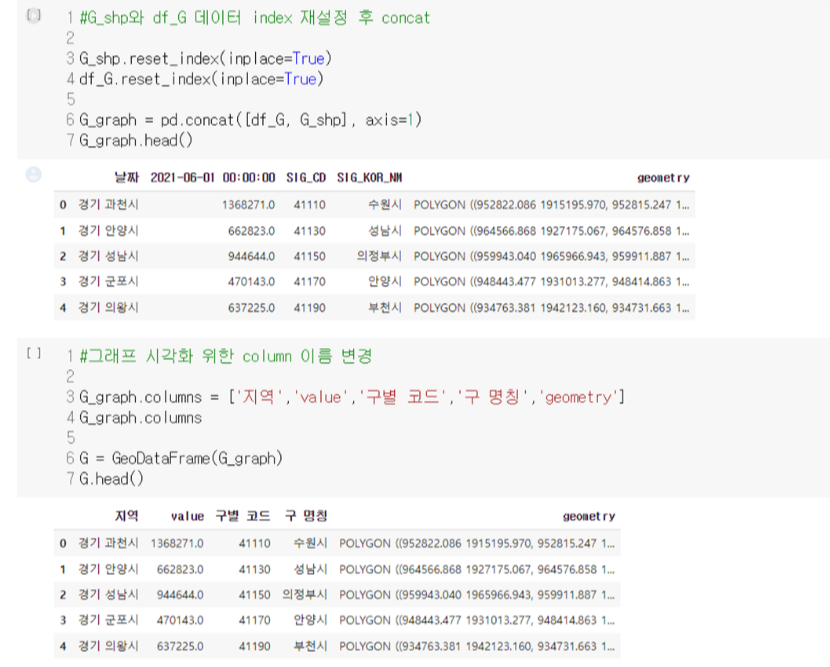 1 #G_shp와 df_G 데이터 index 재설정 후 concat
2
3 G_shp.reset_index(inplace=True)
4 df_G.reset_index(inplace=True)
5
6 G_graph = pd.concat([df_G, G_shp], axis=1)
7 G_graph.head()
날짜 2021-06-01 00:00:00 SIG_CD SIG_KOR_NM geometry
0 경기 과천시 1368271.0 41110 수원시 POLYGON ((952822.086 1915195.970, 952815.247 1...
1 경기 안양시 662823.0 41130 성남시 POLYGON ((964566.868 1927175.067, 964576.858 1...
2 경기 성남시 944644.0 41150 의정부시 POLYGON ((959943.040 1965966.943, 959911.887 1...
3 경기 군포시 470143.0 41170 안양시 POLYGON ((948443.477 1931013.277, 948414.863 1...
4 경기 의왕시 637225.0 41190 부천시 POLYGON ((934763.381 1942123.160, 934731.663 1...
[ ] 1 #그래프 시각화 위한 column 이름 변경
2
3 G_graph.columns = ['지역','value','구별 코드','구 명칭','geometry']
4 G_graph.columns
5
6 G = GeoDataFrame(G_graph)
7 G.head()
지역 value 구별 코드 구 명칭 geometry
0 경기 과천시 1368271.0 41110 수원시 POLYGON ((952822.086 1915195.970, 952815.247 1...
1 경기 안양시 662823.0 41130 성남시 POLYGON ((964566.868 1927175.067, 964576.858 1...
2 경기 성남시 944644.0 41150 의정부시 POLYGON ((959943.040 1965966.943, 959911.887 1...
3 경기 군포시 470143.0 41170 안양시 POLYGON ((948443.477 1931013.277, 948414.863 1...
4 경기 의왕시 637225.0 41190 부천시 POLYGON ((934763.381 1942123.160, 934731.663 1...